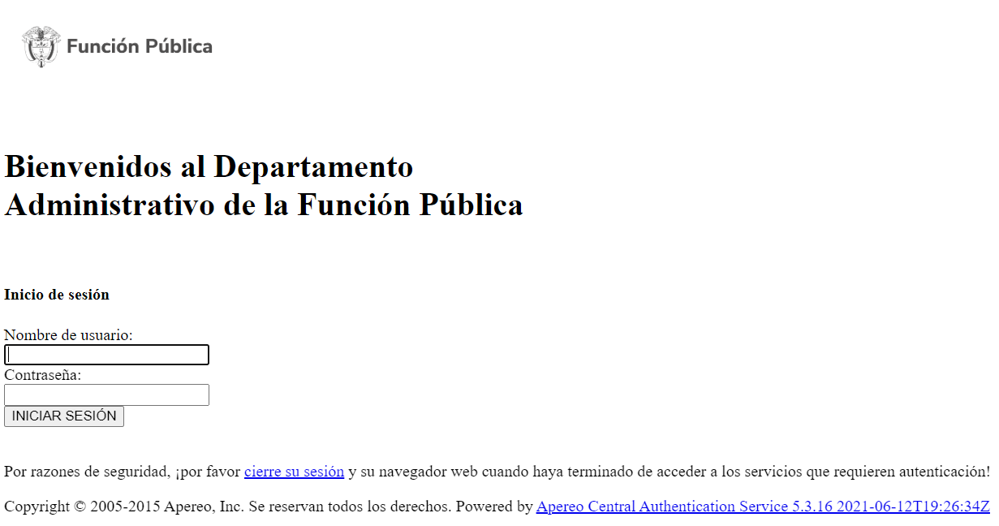 Función Pública
Bienvenidos al Departamento
Administrativo de la Función Pública
Inicio de sesión
Nombre de usuario:
Contraseña:
INICIAR SESIÓN
Por razones de seguridad, ¡por favor cierre su sesión y su navegador web cuando haya terminado de acceder a los servicios que requieren autenticación!
Copyright © 2005-2015 Apereo, Inc. Se reservan todos los derechos. Powered by Apereo Central Authentication Service 5.3.16 2021-06-12T19:26:34Z